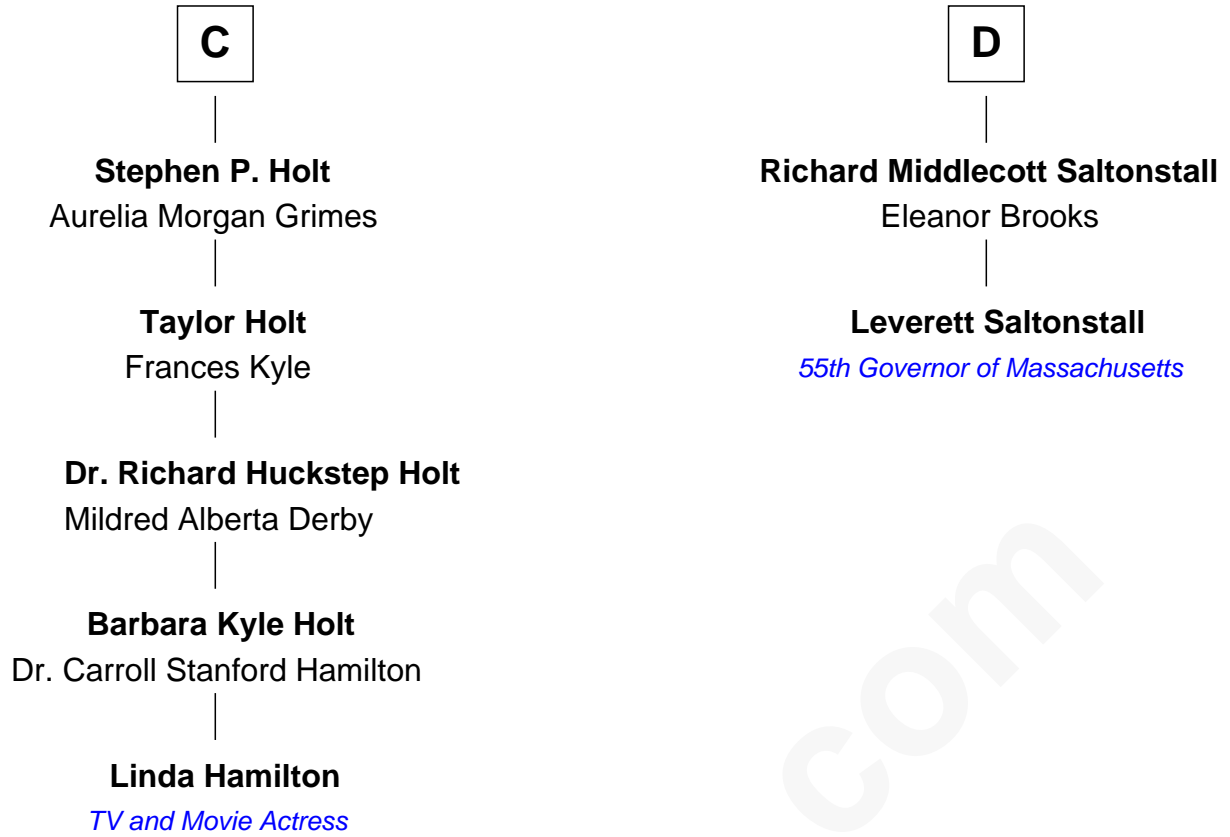 C
Stephen P. Holt
Aurelia Morgan Grimes
Taylor Holt
Frances Kyle
Dr. Richard Huckstep Holt
Mildred Alberta Derby
Barbara Kyle Holt
Dr. Carroll Stanford Hamilton
Linda Hamilton
TV and Movie Actress
D
Richard Middlecott Saltonstall
Eleanor Brooks
Leverett Saltonstall
55th Governor of Massachusetts
com